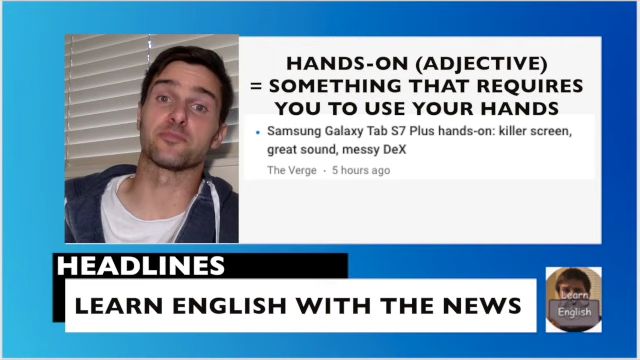 HANDS-ON (ADJECTIVE)
= SOMETHING THAT REQUIRES
YOU TO USE YOUR HANDS
• Samsung Galaxy Tab S7 Plus hands-on: killer screen,
great sound, messy DeX
The Verge · 5 hours ago
HEADLINES
LEARN ENGLISH WITH THE NEWS
Learn
English